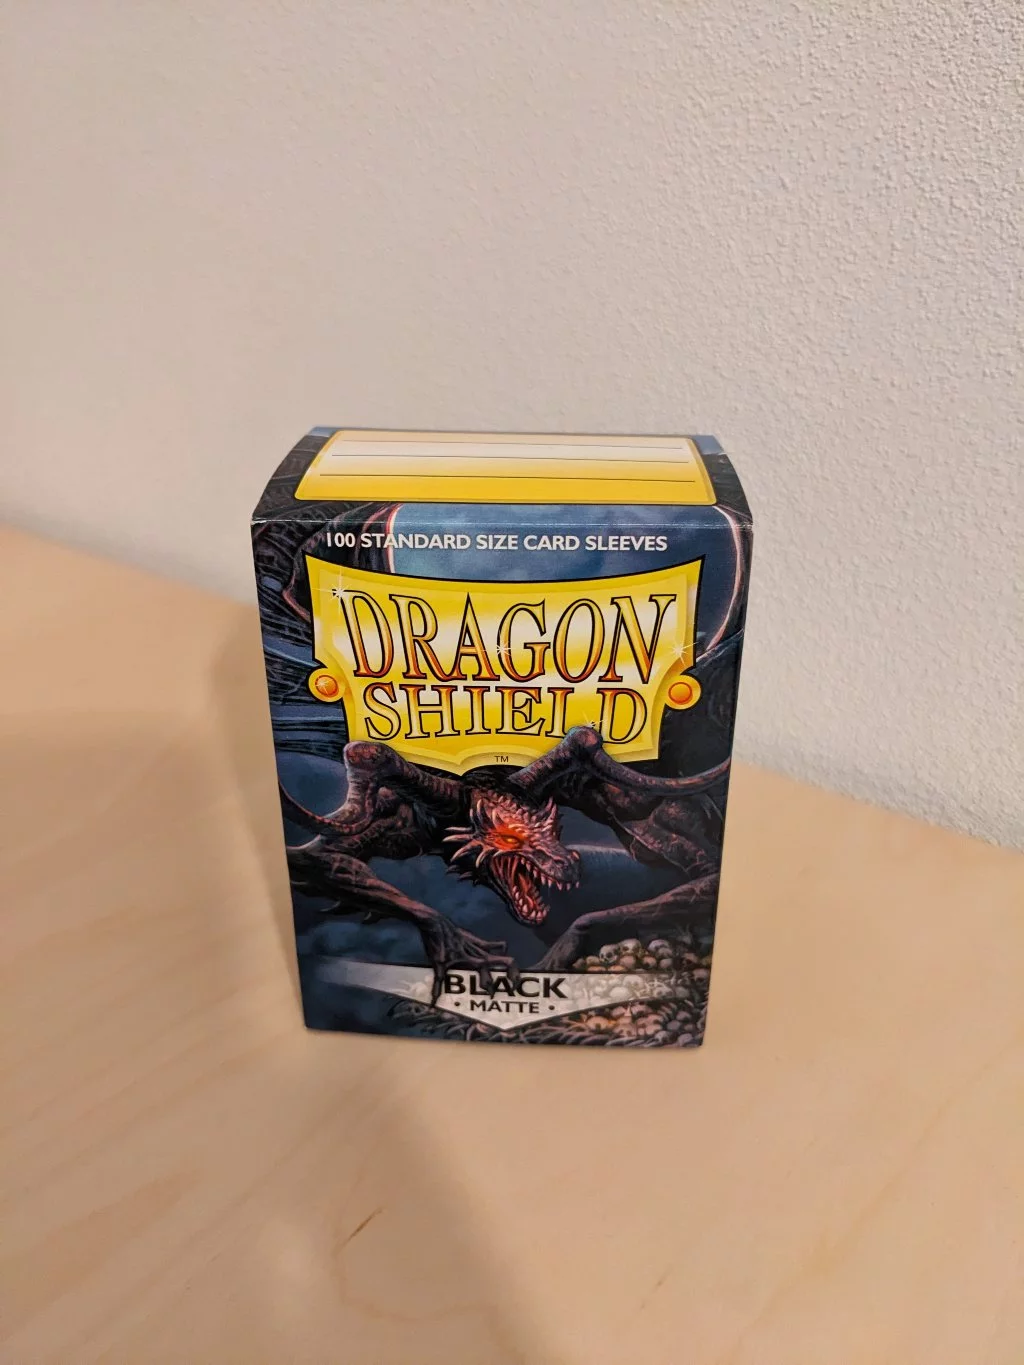 100 STANDARD SIZE CARD SLEEVES
DRAGON
SHIELD
TM
BLACK
• MATTE •